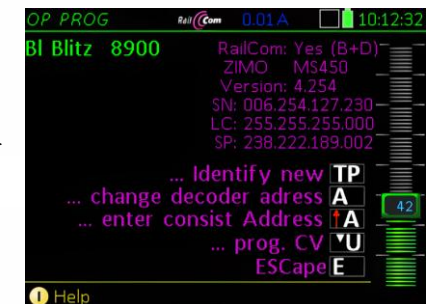 OP PROG RailCom 0.01A 10:12:32
Bl Blitz 8900
RailCom: Yes (B+D)
ZIMO MS450
Version: 4.254
SN: 006.254.127.230
LC: 255.255.255.000
SP: 238.222.189.002
... Identify new TP
... change decoder adress A
... enter consist Address ↑A
... prog. CV ▼U
ESCape E
42
I Help